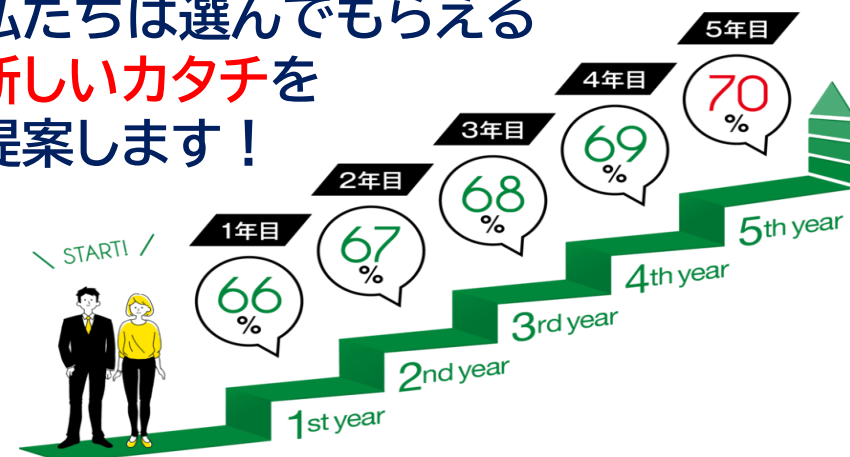 私たちは選んでもらえる
新しいカタチを
提案します！
5年目
70
%
4年目
69
%
3年目
68
%
2年目
67
%
1年目
66
%
START!
5th year
4th year
3rd year
2nd year
1st year